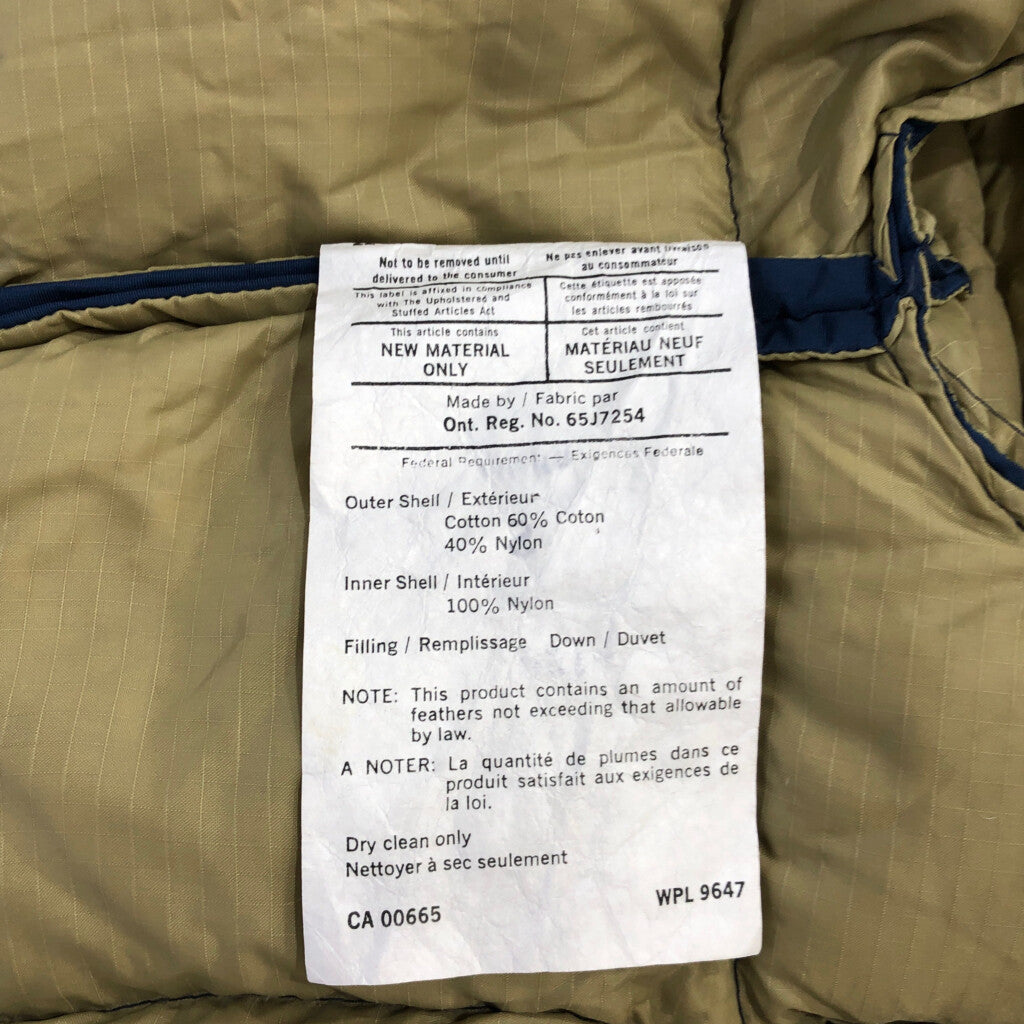 Not to be removed until
delivered to the consumer
Ne pas enlever avant livraison
au consommateur
This label is affixed in compliance
with The Upholstered and
Stuffed Articles Act
Cette étiquette est apposée
conformément à la loi sur
les articles rembourrés
This article contains
NEW MATERIAL
ONLY
Cet article contient
MATÉRIAU NEUF
SEULEMENT
Made by / Fabric par
Ont. Reg. No. 65J7254
Federal Requirement — Exigences Federale
Outer Shell / Extérieur
Cotton 60% Coton
40% Nylon
Inner Shell / Intérieur
100% Nylon
Filling / Remplissage Down / Duvet
NOTE: This product contains an amount of
feathers not exceeding that allowable
by law.
A NOTER: La quantité de plumes dans ce
produit satisfait aux exigences de
la loi.
Dry clean only
Nettoyer à sec seulement
CA 00665
WPL 9647